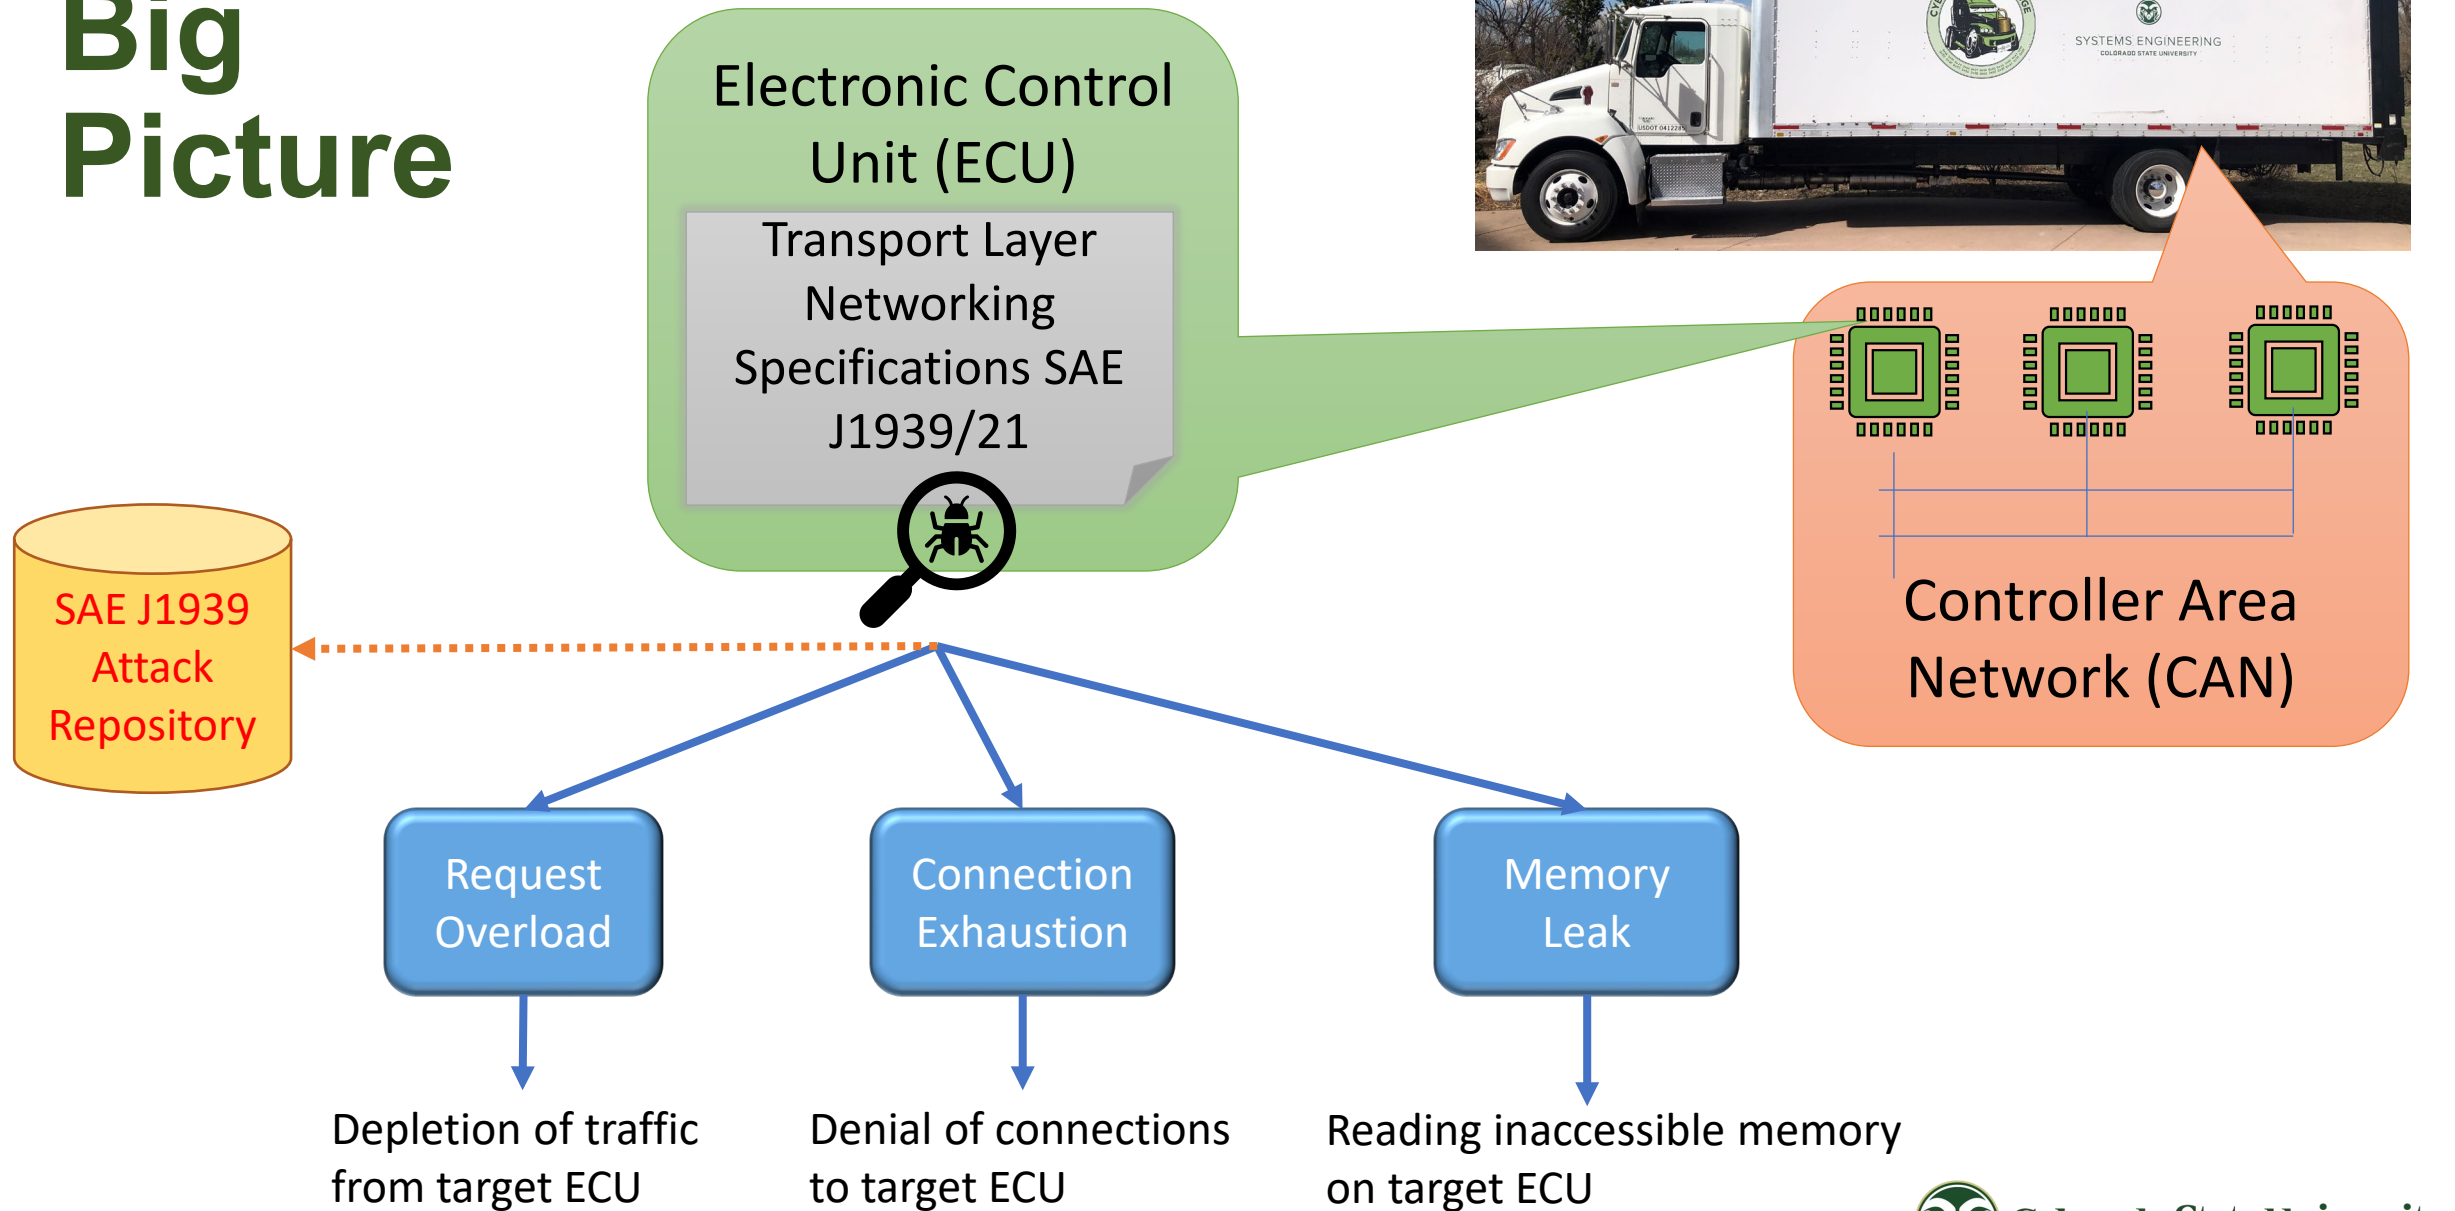 Big
Picture
Electronic Control
Unit (ECU)
Transport Layer
Networking
Specifications SAE
J1939/21
SYSTEMS ENGINEERING
COLORADO STATE UNIVERSITY
USDOT 0412285
SAE J1939
Attack
Repository
Controller Area
Network (CAN)
Request
Overload
Connection
Exhaustion
Memory
Leak
Depletion of traffic
from target ECU
Denial of connections
to target ECU
Reading inaccessible memory
on target ECU